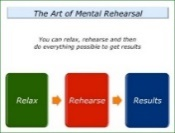 The Art of Mental Rehearsal
You can relax, rehearse and then
do everything possible to get results
Relax
Rehearse
Results